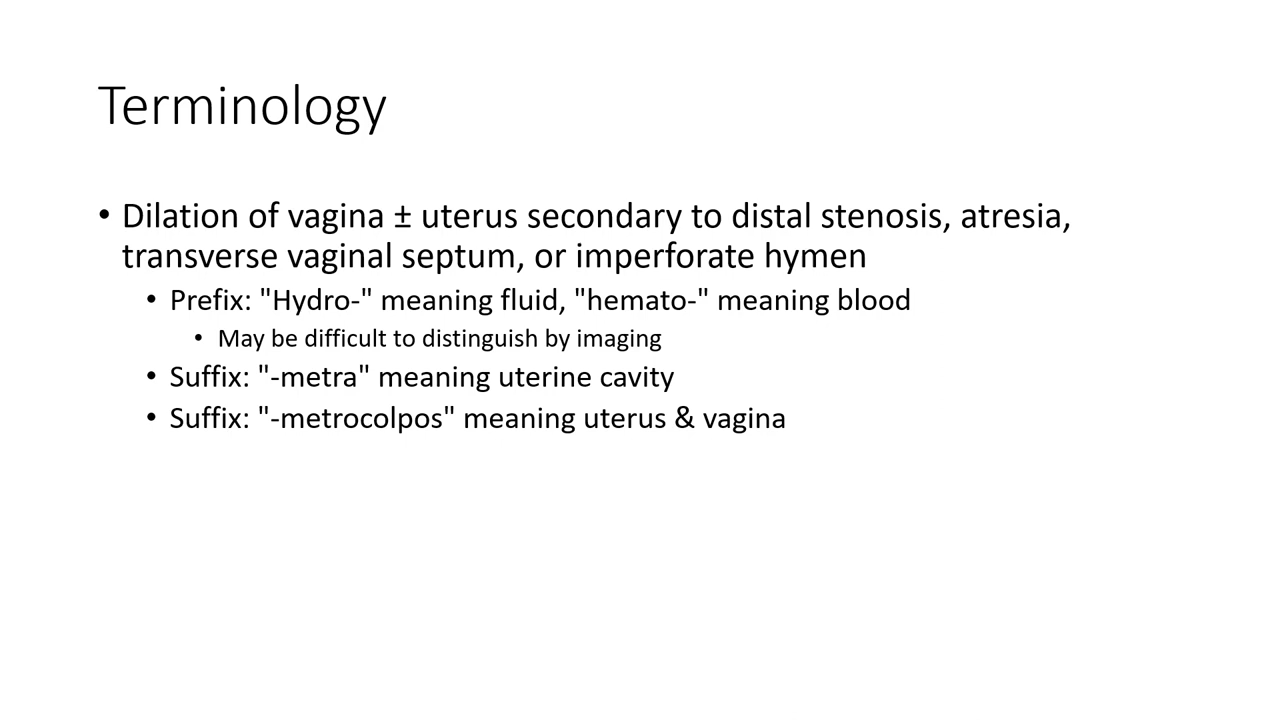 Terminology
• Dilation of vagina ± uterus secondary to distal stenosis, atresia,
transverse vaginal septum, or imperforate hymen
• Prefix: "Hydro-" meaning fluid, "hemato-" meaning blood
• May be difficult to distinguish by imaging
• Suffix: "-metra" meaning uterine cavity
• Suffix: "-metrocolpos" meaning uterus & vagina